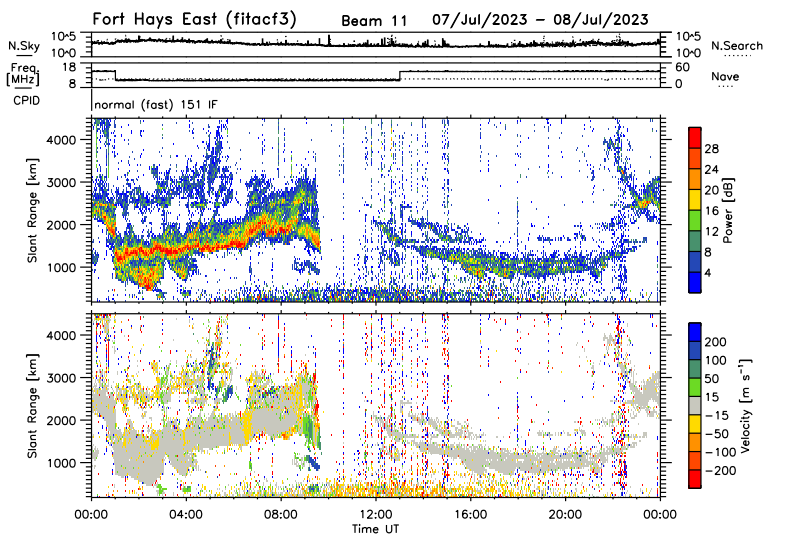 Fort Hays East (fitacf3) Beam 11 07/Jul/2023 − 08/Jul/2023
N.Sky 10^5 10^0 10^5 10^0 N.Search
Freq. [MHz] 18 8 60 0 Nave
CPID normal (fast) 151 IF
Slant Range [km] 4000 3000 2000 1000
28 24 20 16 12 8 4 Power [dB]
Slant Range [km] 4000 3000 2000 1000
200 100 50 15 −15 −50 −100 −200 Velocity [m s⁻¹]
00:00 04:00 08:00 12:00 16:00 20:00 00:00
Time UT